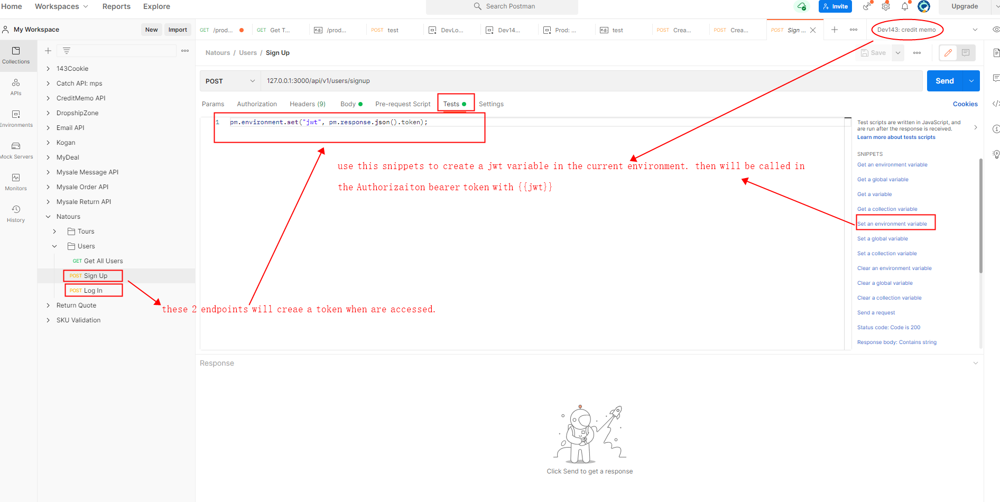 Home Workspaces Reports Explore Search Postman Invite Upgrade
My Workspace New Import
GET /prod... GET Get T... e.g. /prod... POST test DevLo... Dev14... Prod: ... e.g. test POST Crea... POST Crea... POST Sign ... Dev143: credit memo
Natours / Users / Sign Up Save
POST 127.0.0.1:3000/api/v1/users/signup Send
Params Authorization Headers (9) Body Pre-request Script Tests Settings Cookies
1 pm.environment.set("jwt", pm.response.json().token);
use this snippets to create a jwt variable in the current environment. then will be called in
the Authorizaiton bearer token with {{jwt}}
these 2 endpoints will creae a token when are accessed.
Collections
APIs
Environments
Mock Servers
Monitors
History
143Cookie
Catch API: mps
CreditMemo API
DropshipZone
Email API
Kogan
MyDeal
Mysale Message API
Mysale Order API
Mysale Return API
Natours
Tours
Users
GET Get All Users
POST Sign Up
POST Log In
Return Quote
SKU Validation
Test scripts are written in JavaScript, and
are run after the response is received.
Learn more about tests scripts
SNIPPETS
Get an environment variable
Get a global variable
Get a variable
Get a collection variable
Set an environment variable
Set a global variable
Set a collection variable
Clear an environment variable
Clear a global variable
Clear a collection variable
Send a request
Status code: Code is 200
Response body: Contains string
Response
Click Send to get a response